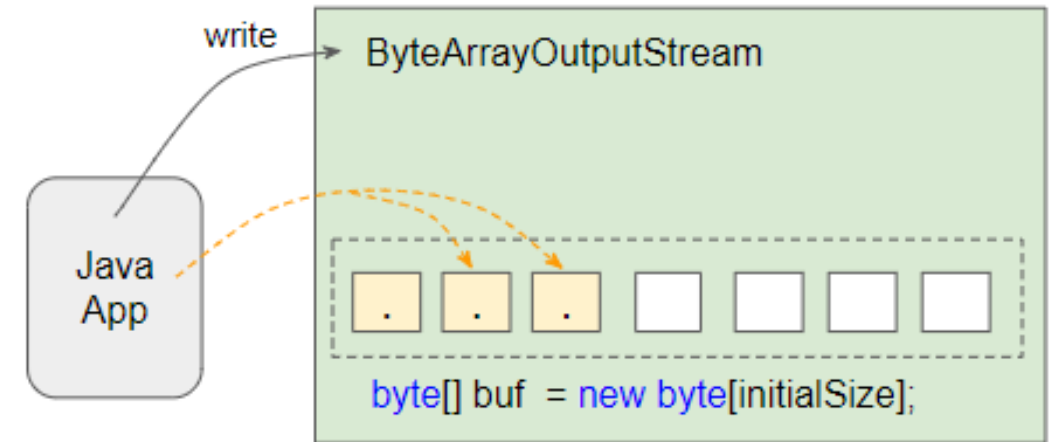 write
ByteArrayOutputStream
Java
App
. . .
byte[] buf = new byte[initialSize];